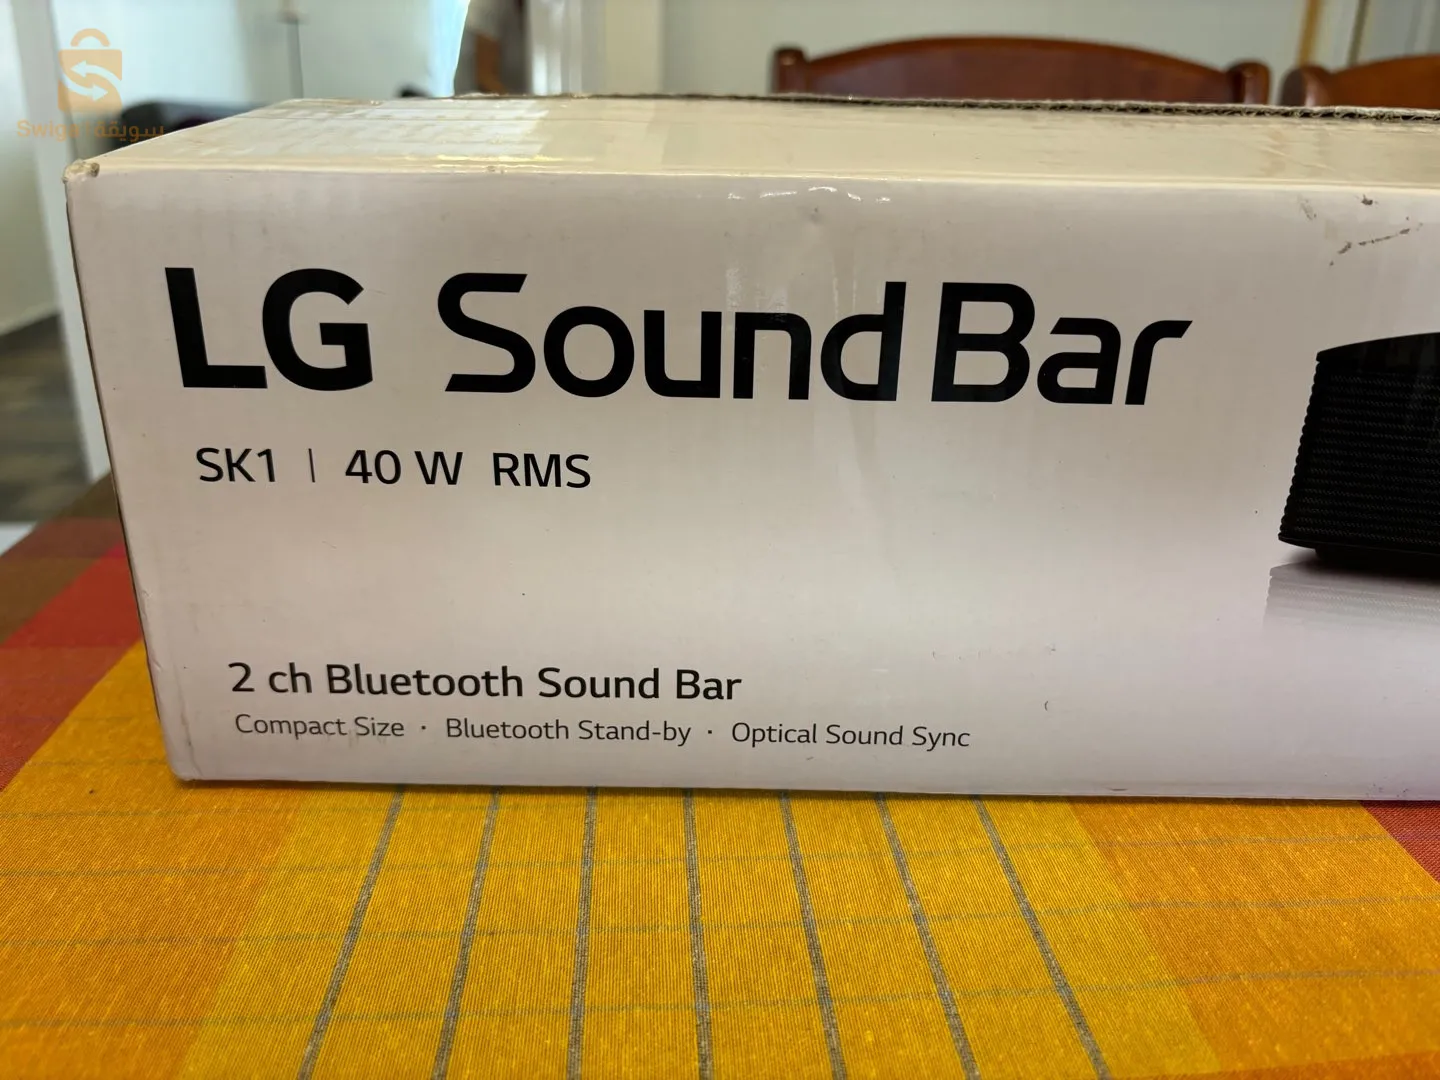 Swiga سويقة
LG Sound Bar
SK1 | 40 W RMS
2 ch Bluetooth Sound Bar
Compact Size · Bluetooth Stand-by · Optical Sound Sync